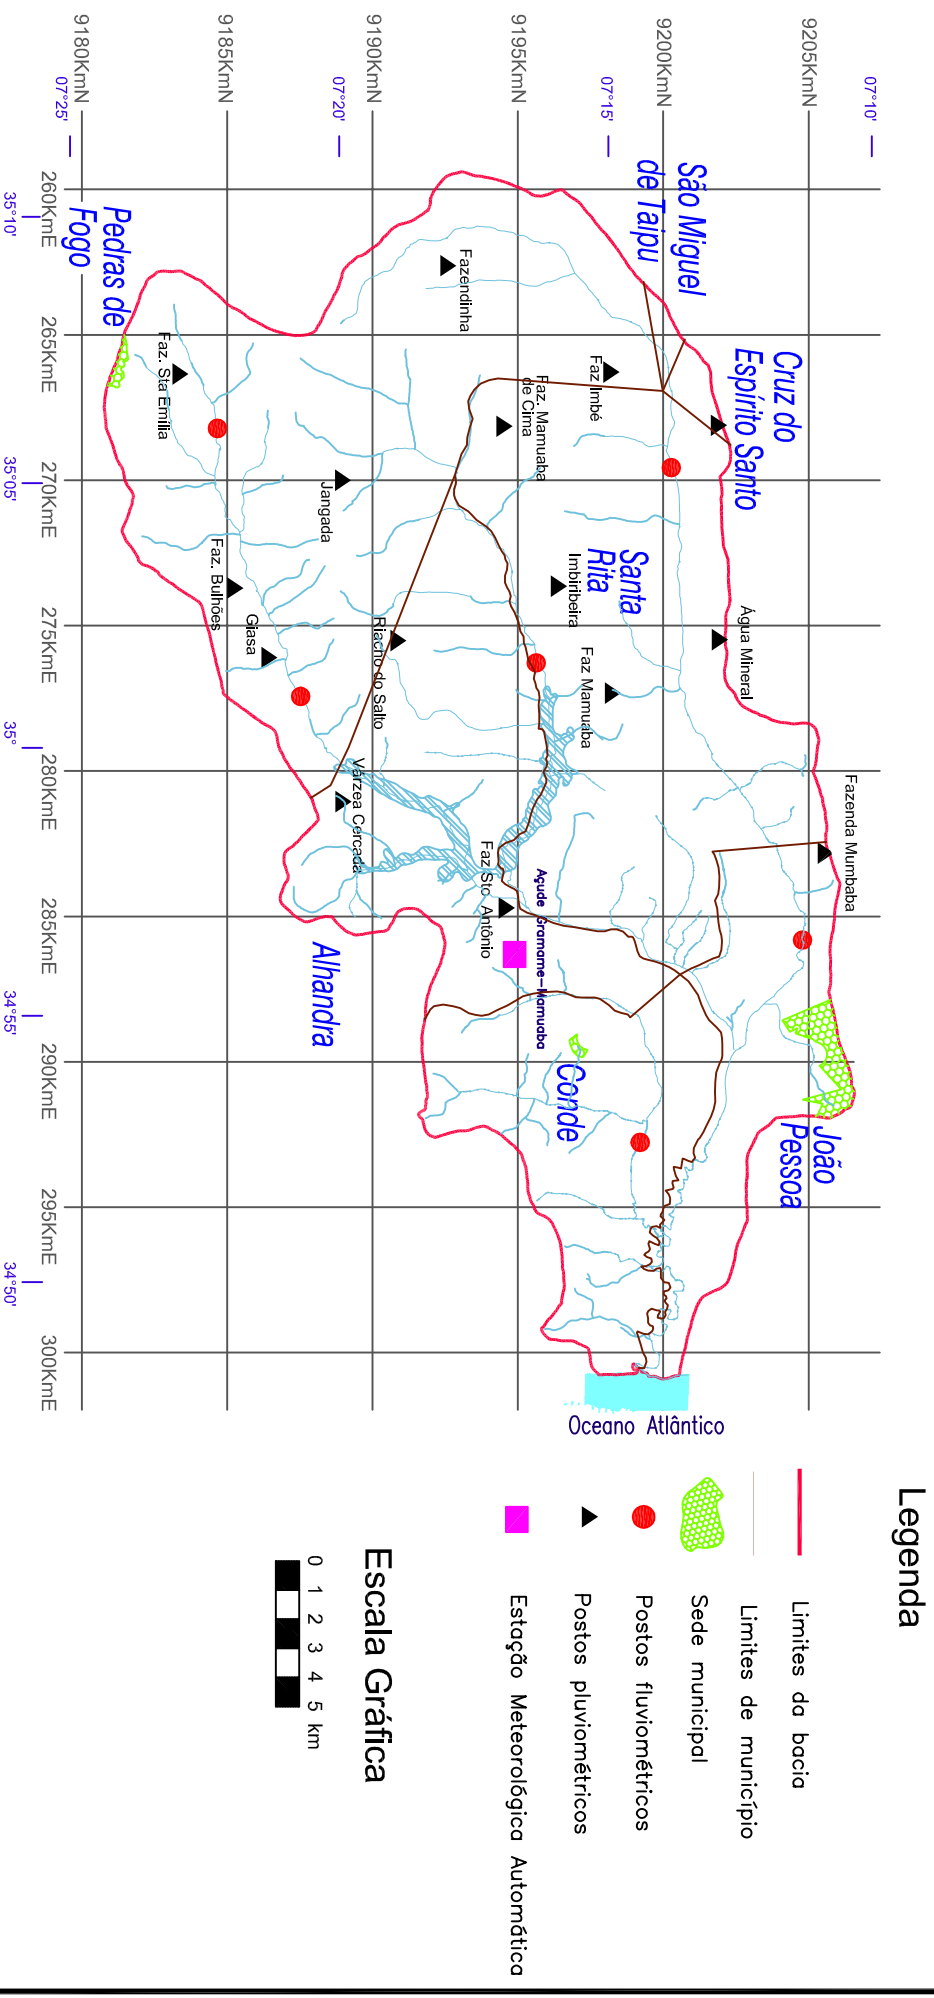 9205KmN
9200KmN
9195KmN
9190KmN
9185KmN
9180KmN
07°10'
07°15'
07°20'
07°25'
São Miguel
de Taipu
Cruz do
Espírito Santo
Santa
Rita
João
Pessoa
Conde
Alhandra
Pedras de
Fogo
Fazenda Mumbaba
Água Mineral
Faz Imbé
Faz Mamuaba
Imbiribeira
Faz. Mamuaba
de Cima
Açude Gramame-Mamuaba
Faz Sto Antônio
Fazendinha
Riacho do Salto
Várzea Cercada
Jangada
Giasa
Faz. Bulhões
Faz. Sta Emília
Oceano Atlântico
260KmE
265KmE
270KmE
275KmE
280KmE
285KmE
290KmE
295KmE
300KmE
35°10'
35°05'
35°
34°55'
34°50'
Legenda
Limites da bacia
Limites de município
Sede municipal
Postos fluviométricos
Postos pluviométricos
Estação Meteorológica Automática
Escala Gráfica
0 1 2 3 4 5 km